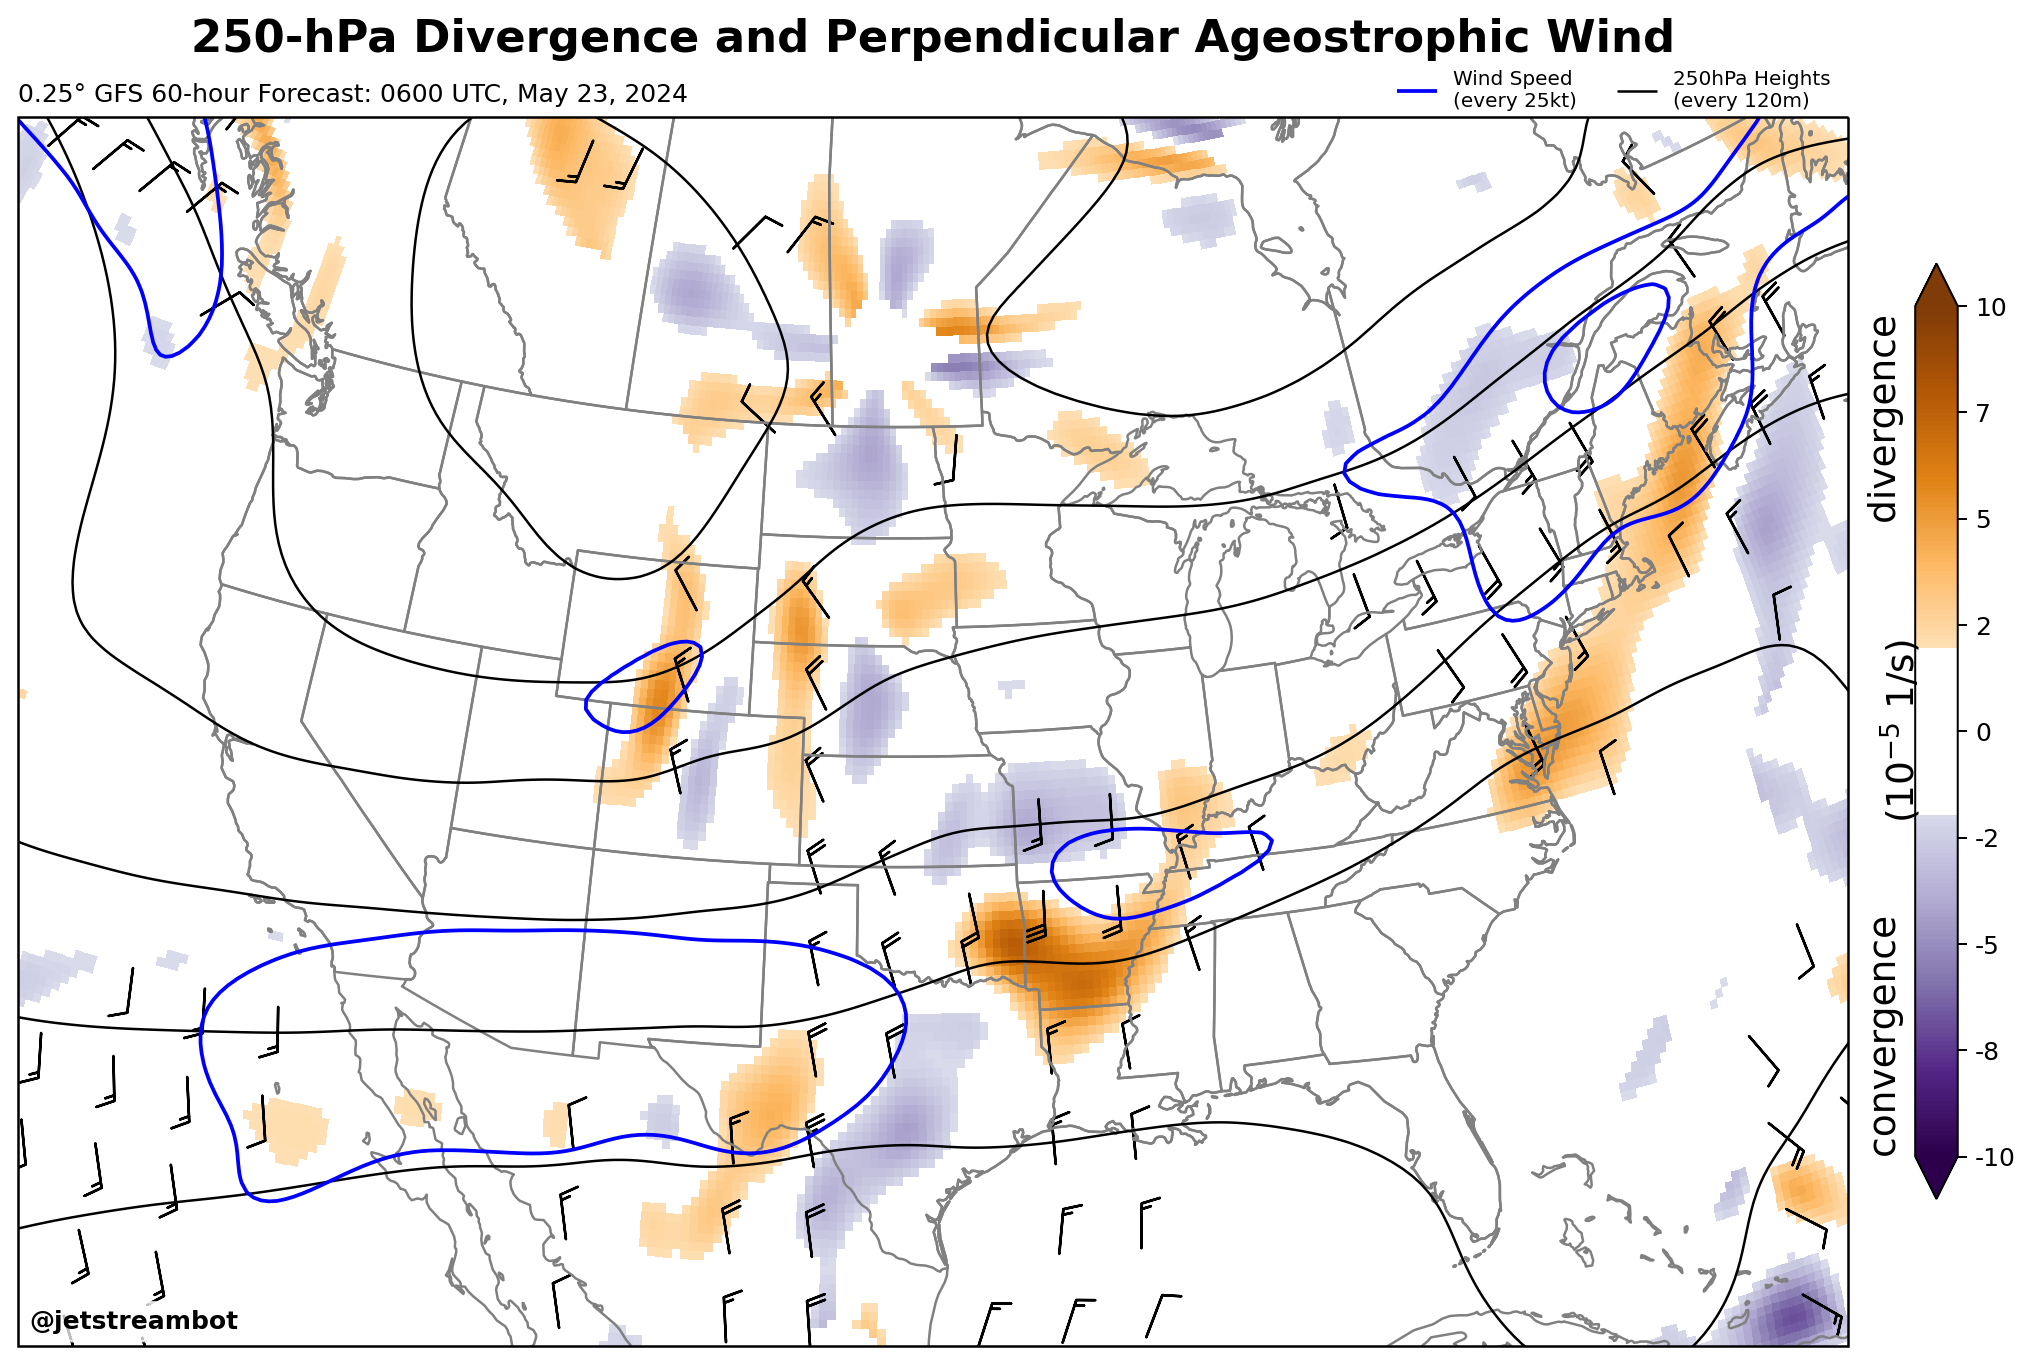 250-hPa Divergence and Perpendicular Ageostrophic Wind
0.25° GFS 60-hour Forecast: 0600 UTC, May 23, 2024
Wind Speed
(every 25kt)
250hPa Heights
(every 120m)
divergence
(10⁻⁵ 1/s)
convergence
10
7
5
2
0
-2
-5
-8
-10
@jetstreambot